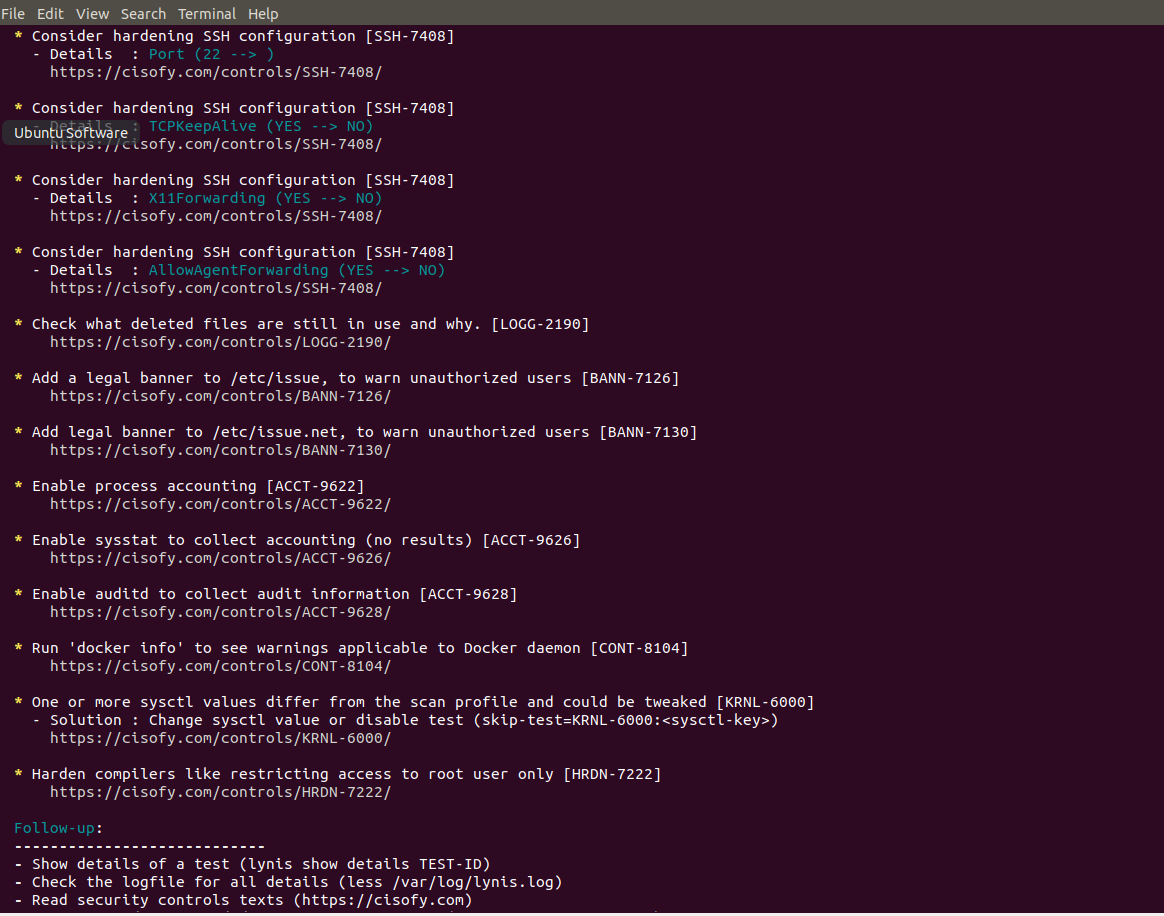 File Edit View Search Terminal Help
* Consider hardening SSH configuration [SSH-7408]
- Details : Port (22 --> )
https://cisofy.com/controls/SSH-7408/
* Consider hardening SSH configuration [SSH-7408]
- Details : TCPKeepAlive (YES --> NO)
Ubuntu Software
https://cisofy.com/controls/SSH-7408/
* Consider hardening SSH configuration [SSH-7408]
- Details : X11Forwarding (YES --> NO)
https://cisofy.com/controls/SSH-7408/
* Consider hardening SSH configuration [SSH-7408]
- Details : AllowAgentForwarding (YES --> NO)
https://cisofy.com/controls/SSH-7408/
* Check what deleted files are still in use and why. [LOGG-2190]
https://cisofy.com/controls/LOGG-2190/
* Add a legal banner to /etc/issue, to warn unauthorized users [BANN-7126]
https://cisofy.com/controls/BANN-7126/
* Add legal banner to /etc/issue.net, to warn unauthorized users [BANN-7130]
https://cisofy.com/controls/BANN-7130/
* Enable process accounting [ACCT-9622]
https://cisofy.com/controls/ACCT-9622/
* Enable sysstat to collect accounting (no results) [ACCT-9626]
https://cisofy.com/controls/ACCT-9626/
* Enable auditd to collect audit information [ACCT-9628]
https://cisofy.com/controls/ACCT-9628/
* Run 'docker info' to see warnings applicable to Docker daemon [CONT-8104]
https://cisofy.com/controls/CONT-8104/
* One or more sysctl values differ from the scan profile and could be tweaked [KRNL-6000]
- Solution : Change sysctl value or disable test (skip-test=KRNL-6000:<sysctl-key>)
https://cisofy.com/controls/KRNL-6000/
* Harden compilers like restricting access to root user only [HRDN-7222]
https://cisofy.com/controls/HRDN-7222/
Follow-up:
----------------------------
- Show details of a test (lynis show details TEST-ID)
- Check the logfile for all details (less /var/log/lynis.log)
- Read security controls texts (https://cisofy.com)